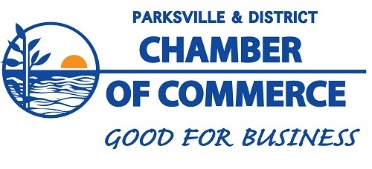 PARKSVILLE & DISTRICT
CHAMBER
OF COMMERCE
GOOD FOR BUSINESS